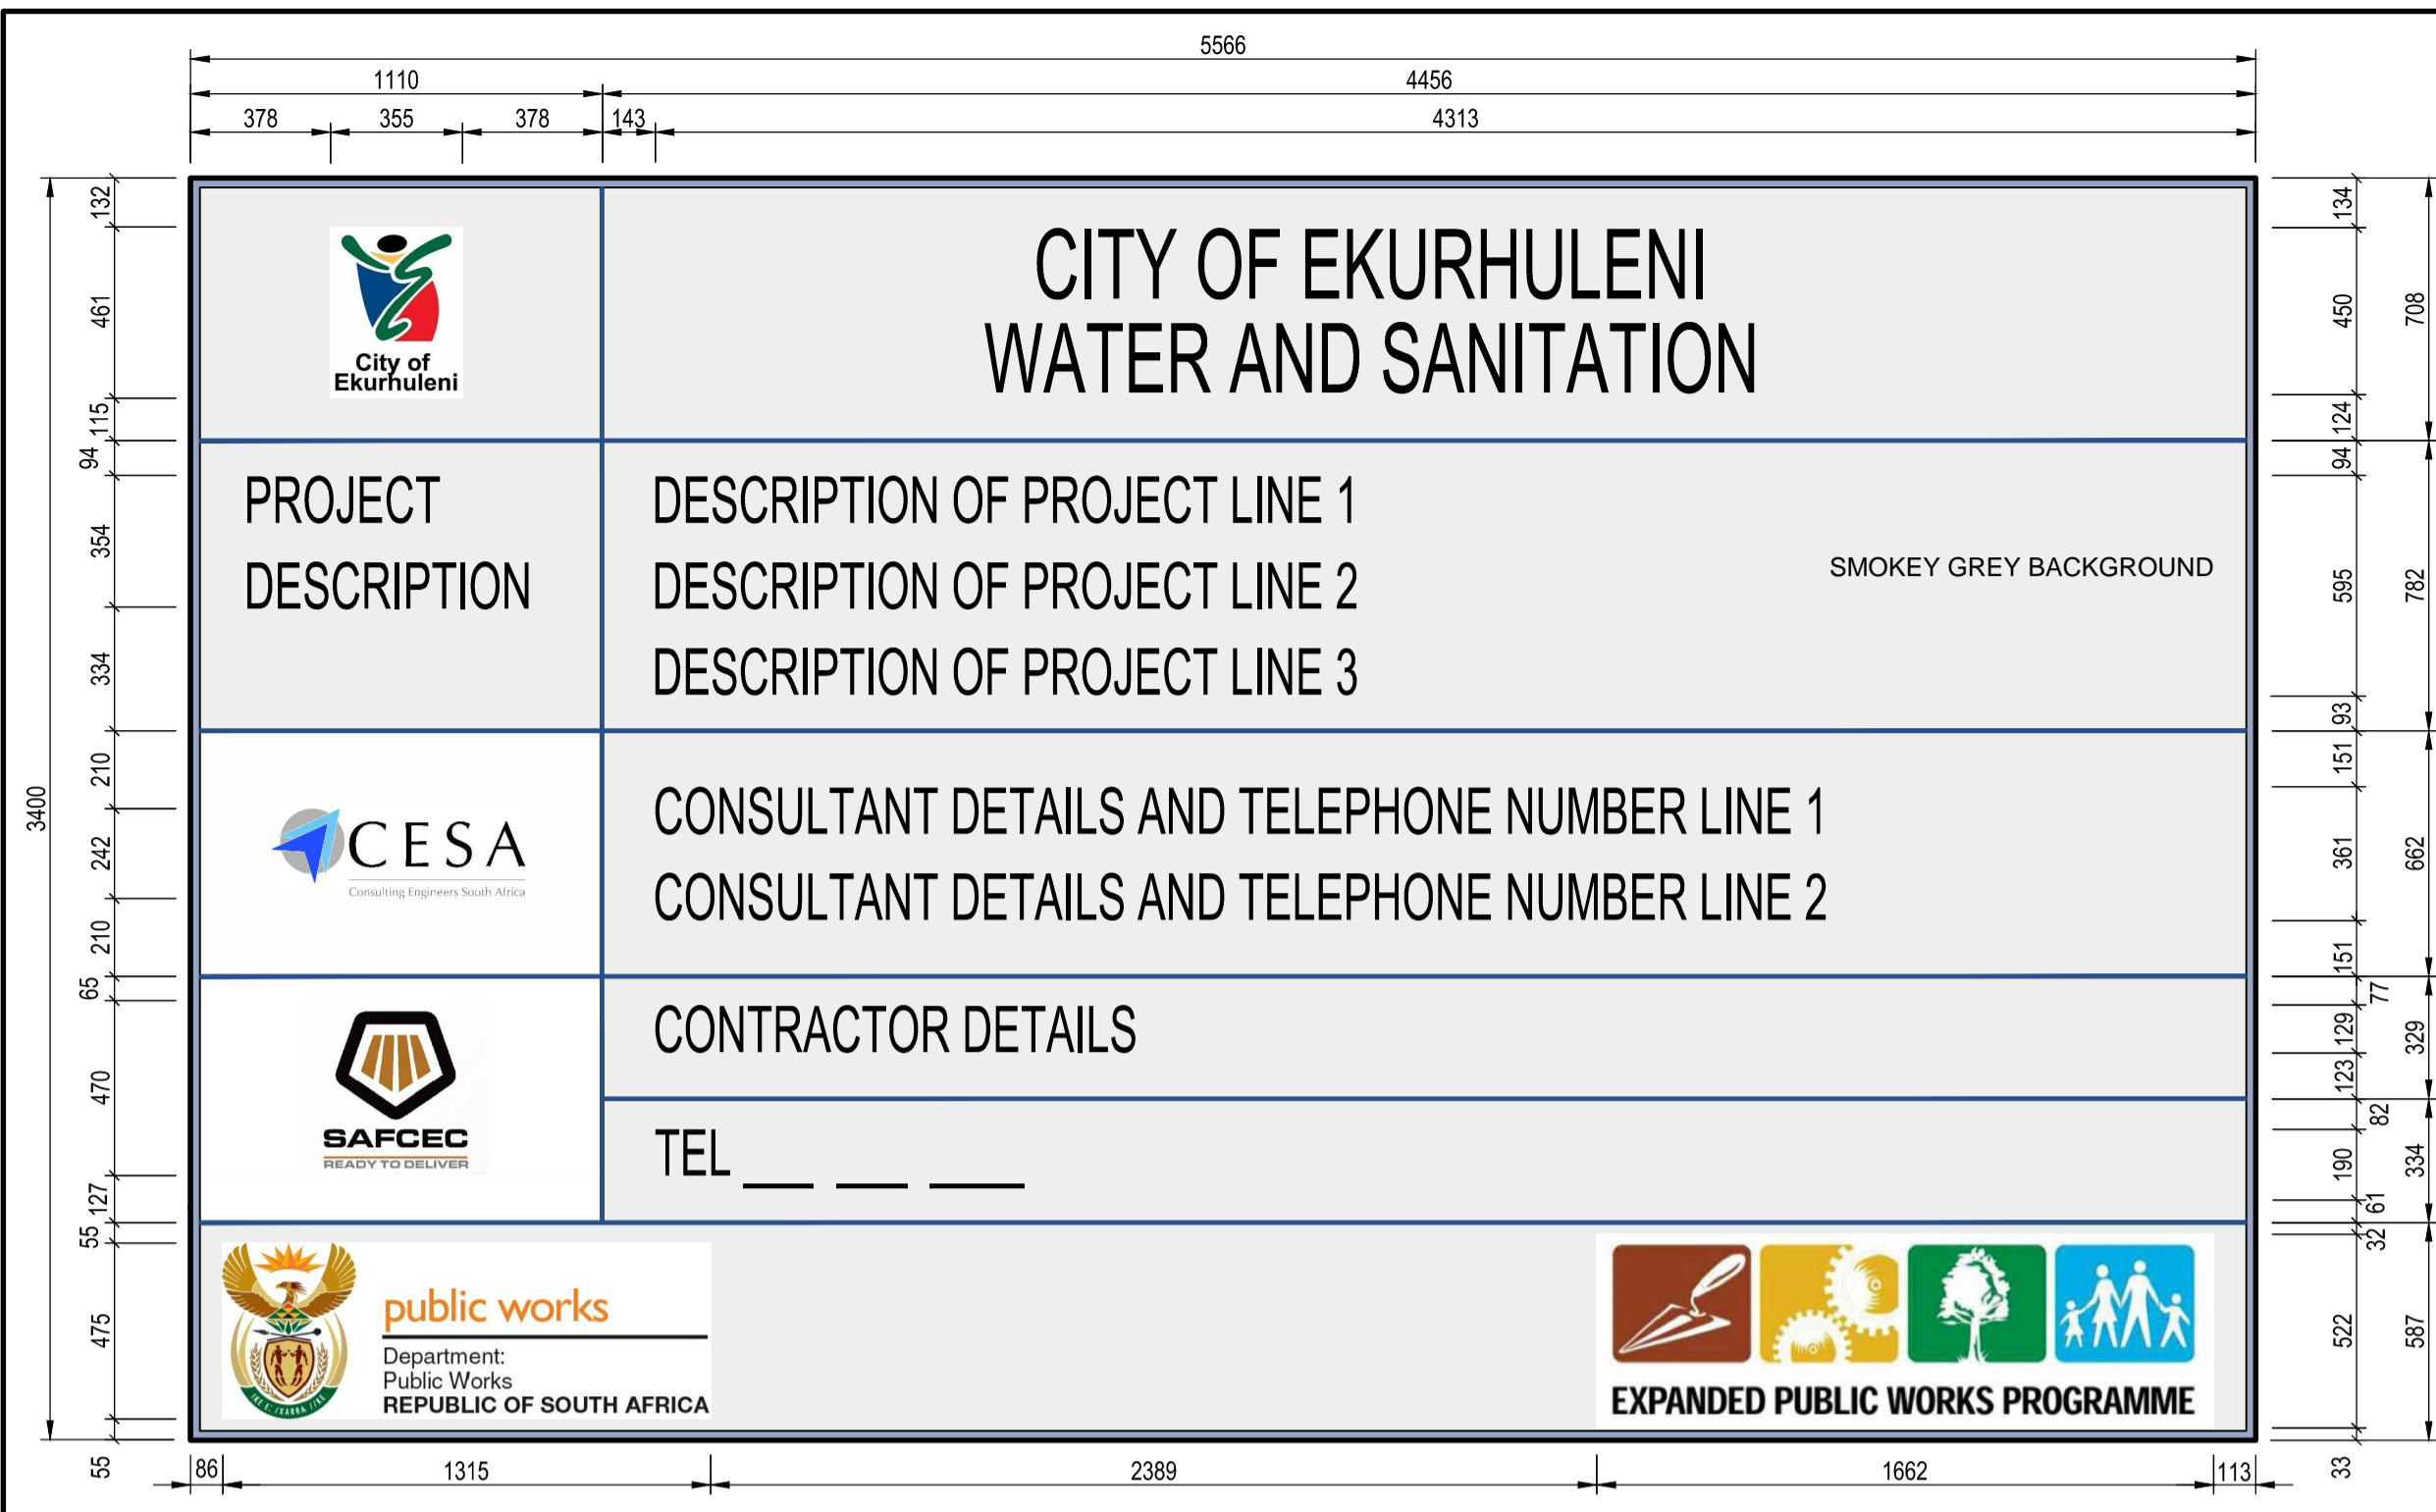 5566
1110 4456
378 355 378 143 4313
3400
132
461
115
94
354
334
210
242
210
65
470
127
55
475
55
City of
Ekurhuleni
CITY OF EKURHULENI
WATER AND SANITATION
PROJECT
DESCRIPTION
DESCRIPTION OF PROJECT LINE 1
DESCRIPTION OF PROJECT LINE 2
DESCRIPTION OF PROJECT LINE 3
SMOKEY GREY BACKGROUND
CESA
Consulting Engineers South Africa
CONSULTANT DETAILS AND TELEPHONE NUMBER LINE 1
CONSULTANT DETAILS AND TELEPHONE NUMBER LINE 2
SAFCEC
READY TO DELIVER
CONTRACTOR DETAILS
TEL ___ ___ ____
public works
Department:
Public Works
REPUBLIC OF SOUTH AFRICA
EXPANDED PUBLIC WORKS PROGRAMME
134
450
124
94
595
93
151
361
151
77
129
123
82
190
61
32
522
33
708
782
662
329
334
587
86 1315 2389 1662 113